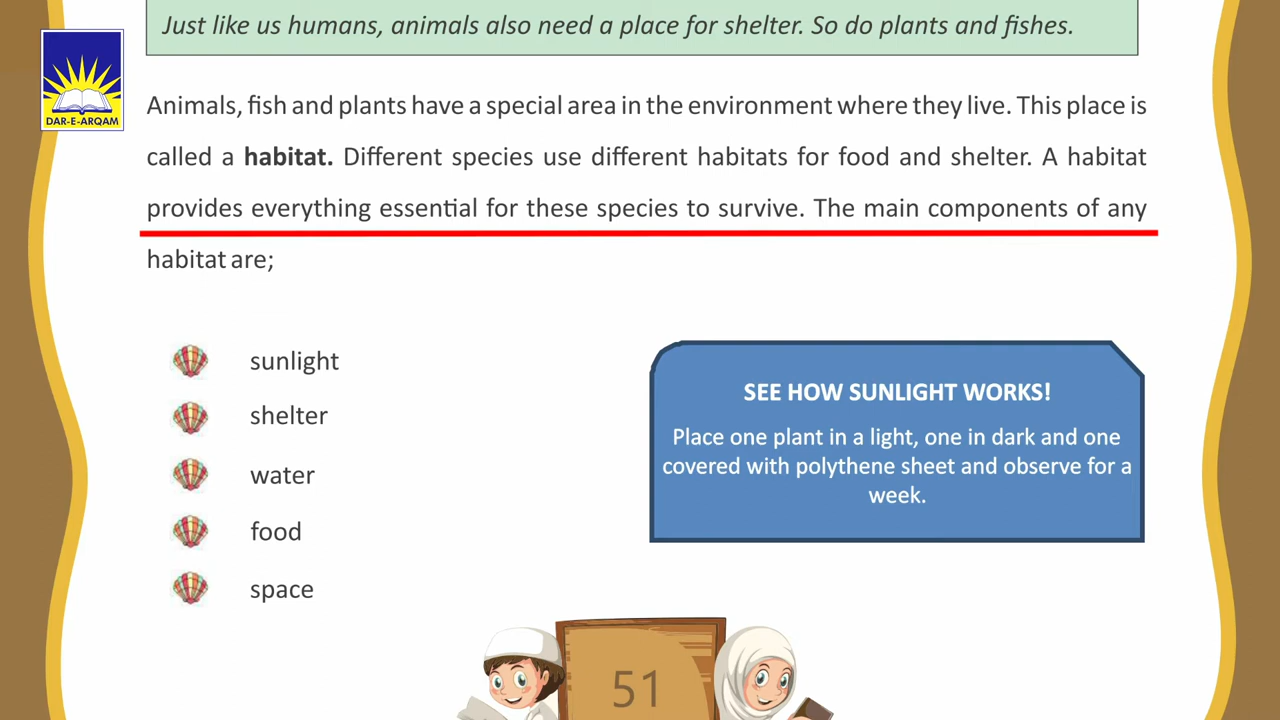 Just like us humans, animals also need a place for shelter. So do plants and fishes.
DAR-E-ARQAM
Animals, fish and plants have a special area in the environment where they live. This place is
called a habitat. Different species use different habitats for food and shelter. A habitat
provides everything essential for these species to survive. The main components of any
habitat are;
sunlight
shelter
water
food
space
SEE HOW SUNLIGHT WORKS!
Place one plant in a light, one in dark and one
covered with polythene sheet and observe for a
week.
51